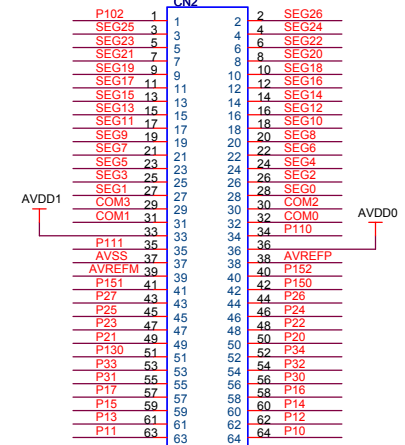 CN2
P102 1 1 2 2 SEG26
SEG25 3 3 4 4 SEG24
SEG23 5 5 6 6 SEG22
SEG21 7 7 8 8 SEG20
SEG19 9 9 10 10 SEG18
SEG17 11 11 12 12 SEG16
SEG15 13 13 14 14 SEG14
SEG13 15 15 16 16 SEG12
SEG11 17 17 18 18 SEG10
SEG9 19 19 20 20 SEG8
SEG7 21 21 22 22 SEG6
SEG5 23 23 24 24 SEG4
SEG3 25 25 26 26 SEG2
SEG1 27 27 28 28 SEG0
AVDD1 COM3 29 29 30 30 COM2
COM1 31 31 32 32 COM0 AVDD0
33 33 34 34 P110
P111 35 35 36 36
AVSS 37 37 38 38 AVREFP
AVREFM 39 39 40 40 P152
P151 41 41 42 42 P150
P27 43 43 44 44 P26
P25 45 45 46 46 P24
P23 47 47 48 48 P22
P21 49 49 50 50 P20
P130 51 51 52 52 P34
P33 53 53 54 54 P32
P31 55 55 56 56 P30
P17 57 57 58 58 P16
P15 59 59 60 60 P14
P13 61 61 62 62 P12
P11 63 63 64 64 P10